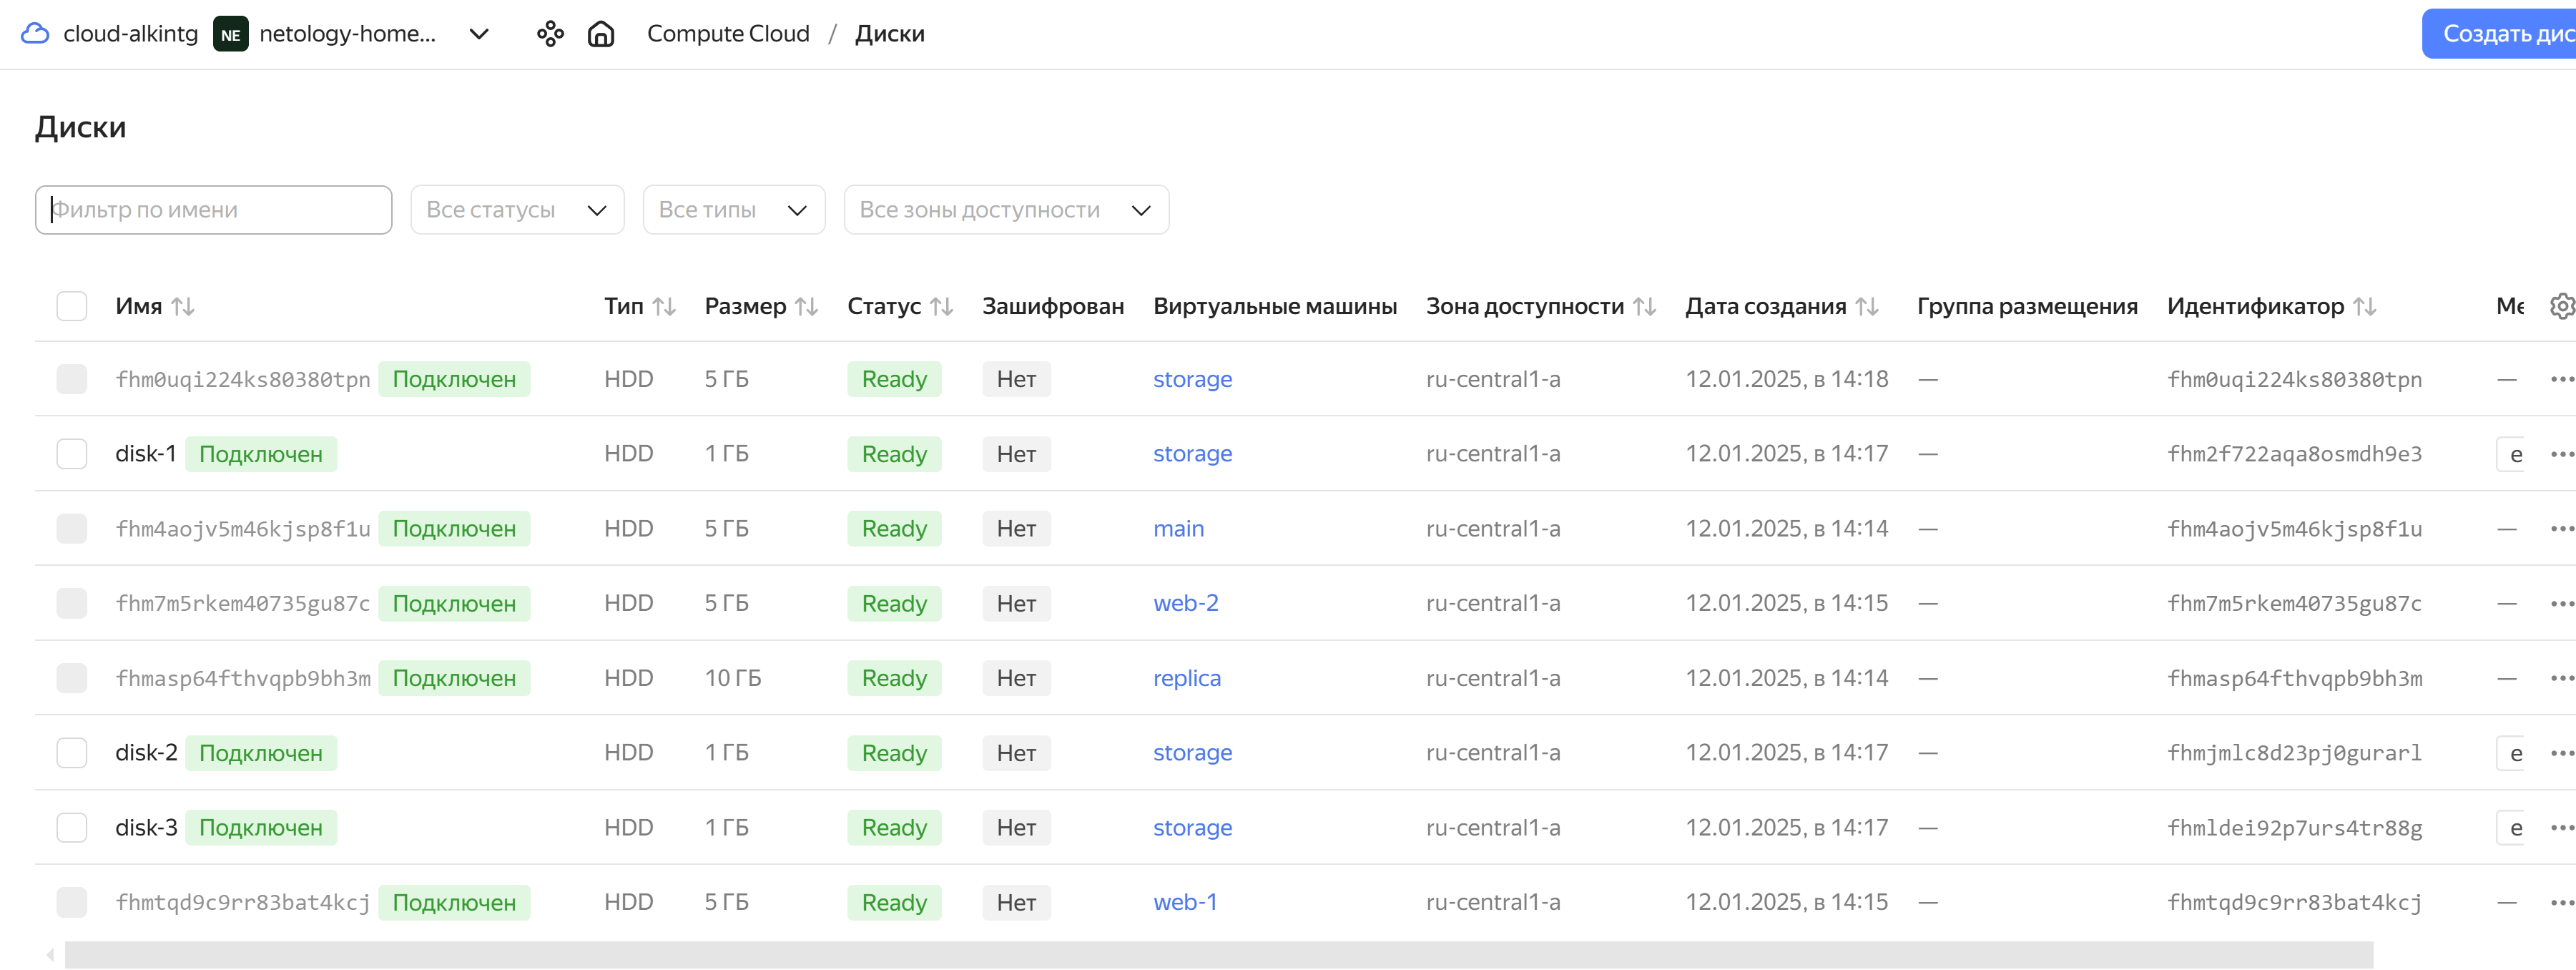 cloud-alkintg NE netology-home... Compute Cloud / Диски Создать дис
Диски
Фильтр по имени Все статусы Все типы Все зоны доступности
Имя Тип Размер Статус Зашифрован Виртуальные машины Зона доступности Дата создания Группа размещения Идентификатор Ме
fhm0uqi224ks80380tpn Подключен HDD 5 ГБ Ready Нет storage ru-central1-a 12.01.2025, в 14:18 — fhm0uqi224ks80380tpn —
disk-1 Подключен HDD 1 ГБ Ready Нет storage ru-central1-a 12.01.2025, в 14:17 — fhm2f722aqa8osmdh9e3 e
fhm4aojv5m46kjsp8f1u Подключен HDD 5 ГБ Ready Нет main ru-central1-a 12.01.2025, в 14:14 — fhm4aojv5m46kjsp8f1u —
fhm7m5rkem40735gu87c Подключен HDD 5 ГБ Ready Нет web-2 ru-central1-a 12.01.2025, в 14:15 — fhm7m5rkem40735gu87c —
fhmasp64fthvqpb9bh3m Подключен HDD 10 ГБ Ready Нет replica ru-central1-a 12.01.2025, в 14:14 — fhmasp64fthvqpb9bh3m —
disk-2 Подключен HDD 1 ГБ Ready Нет storage ru-central1-a 12.01.2025, в 14:17 — fhmjmlc8d23pj0gurarl e
disk-3 Подключен HDD 1 ГБ Ready Нет storage ru-central1-a 12.01.2025, в 14:17 — fhmldei92p7urs4tr88g e
fhmtqd9c9rr83bat4kcj Подключен HDD 5 ГБ Ready Нет web-1 ru-central1-a 12.01.2025, в 14:15 — fhmtqd9c9rr83bat4kcj —